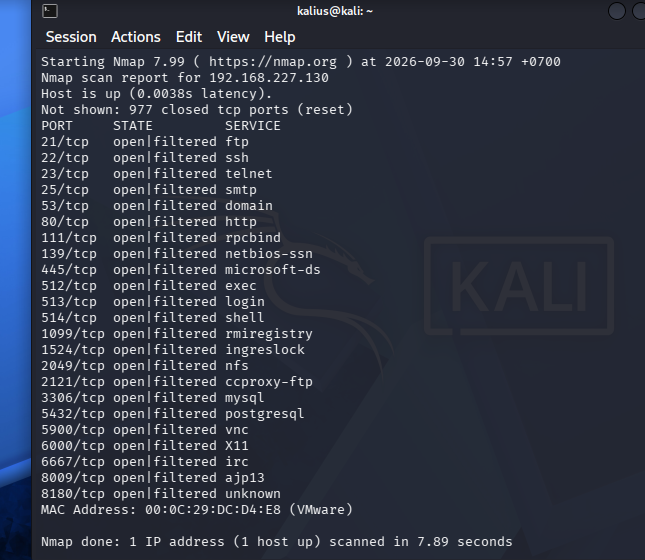 kalius@kali: ~
Session Actions Edit View Help
Starting Nmap 7.99 ( https://nmap.org ) at 2026-09-30 14:57 +0700
Nmap scan report for 192.168.227.130
Host is up (0.0038s latency).
Not shown: 977 closed tcp ports (reset)
PORT STATE SERVICE
21/tcp open|filtered ftp
22/tcp open|filtered ssh
23/tcp open|filtered telnet
25/tcp open|filtered smtp
53/tcp open|filtered domain
80/tcp open|filtered http
111/tcp open|filtered rpcbind
139/tcp open|filtered netbios-ssn
445/tcp open|filtered microsoft-ds
512/tcp open|filtered exec
513/tcp open|filtered login
514/tcp open|filtered shell
1099/tcp open|filtered rmiregistry
1524/tcp open|filtered ingreslock
2049/tcp open|filtered nfs
2121/tcp open|filtered ccproxy-ftp
3306/tcp open|filtered mysql
5432/tcp open|filtered postgresql
5900/tcp open|filtered vnc
6000/tcp open|filtered X11
6667/tcp open|filtered irc
8009/tcp open|filtered ajp13
8180/tcp open|filtered unknown
MAC Address: 00:0C:29:DC:D4:E8 (VMware)
Nmap done: 1 IP address (1 host up) scanned in 7.89 seconds
KALI